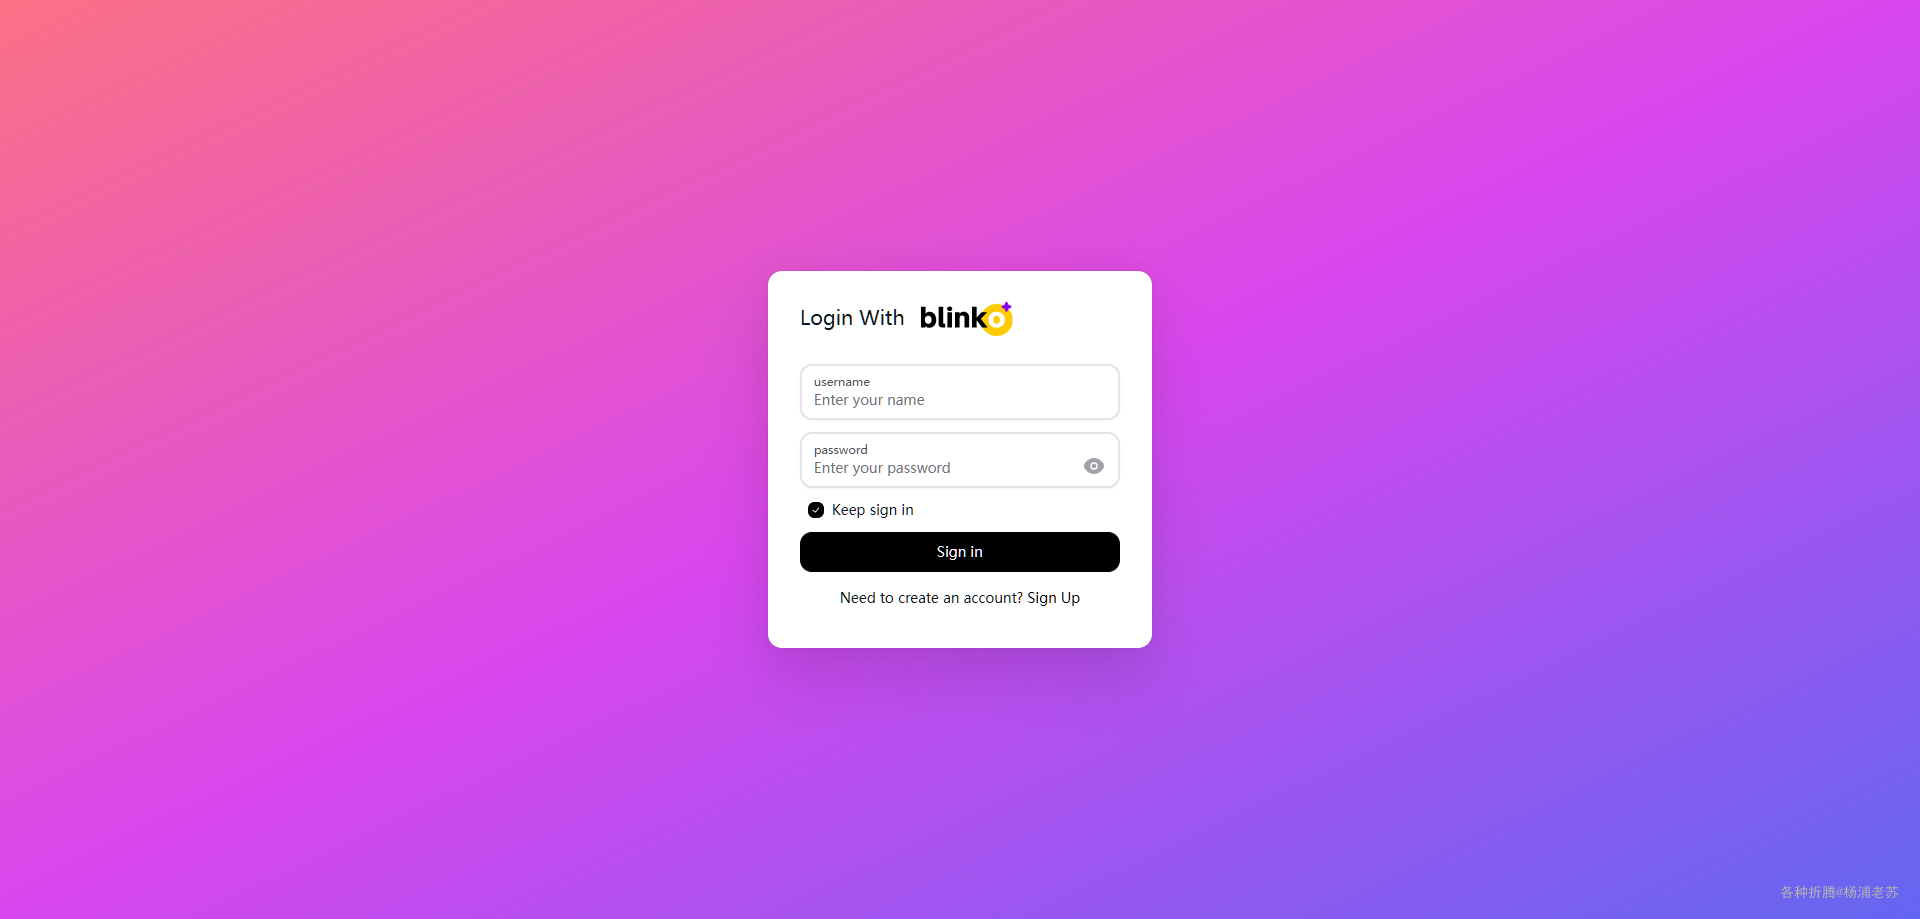 Login With blinko
username
Enter your name
password
Enter your password
Keep sign in
Sign in
Need to create an account? Sign Up
各种折腾@杨浦老苏